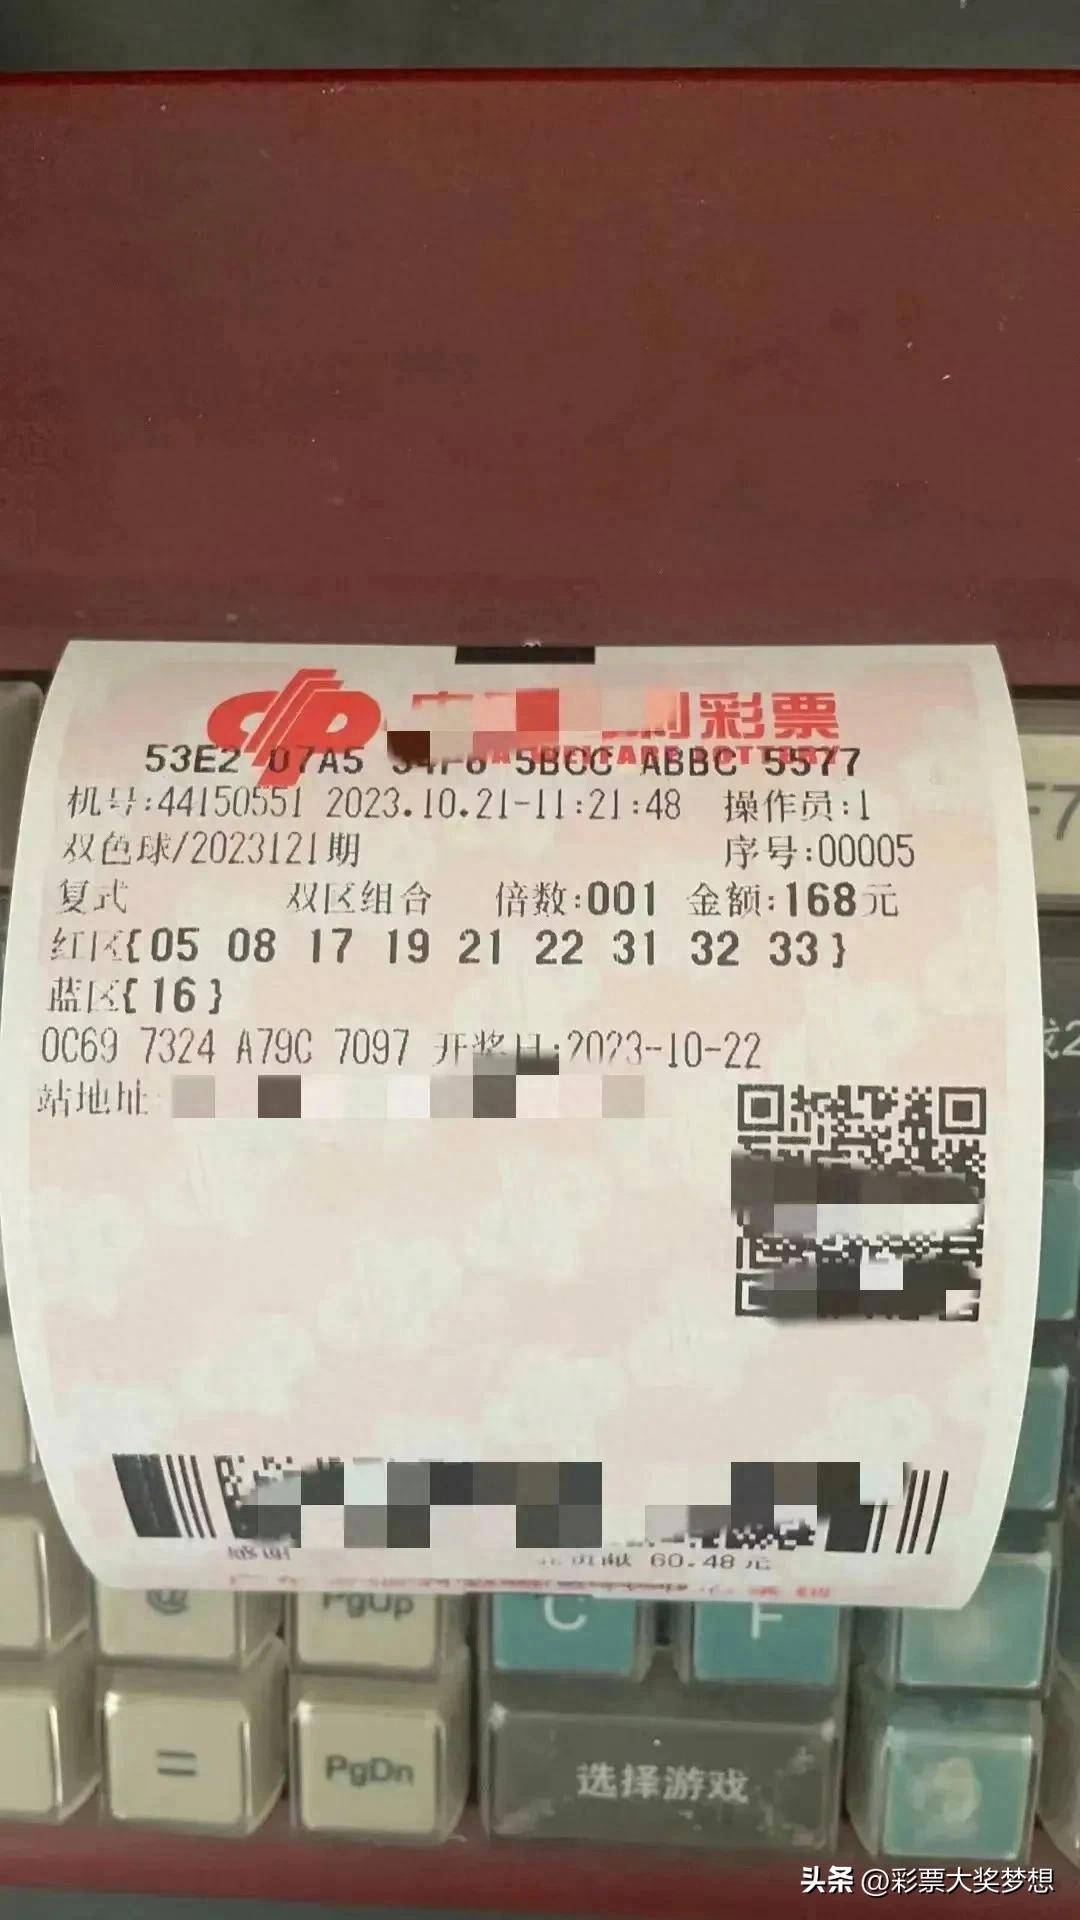 彩票
53E2 07A5 34F6 5BCC ABBC 5577
机号:44150551 2023.10.21-11:21:48 操作员:1
双色球/2023121期 序号:00005
复式 双区组合 倍数:001 金额:168元
红区{05 08 17 19 21 22 31 32 33}
蓝区{16}
0C69 7324 A79C 7097 开奖日:2023-10-22
站地址
贡献 60.48元
F7
@ PgUp C F
= PgDn 选择游戏
头条 @彩票大奖梦想